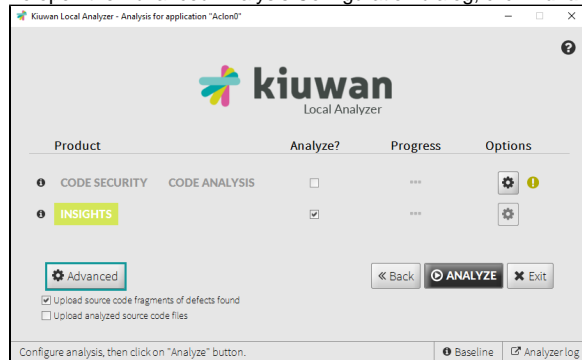 Kiuwan Local Analyzer - Analysis for application "Aclon0"
kiuwan
Local Analyzer
Product Analyze? Progress Options
CODE SECURITY CODE ANALYSIS
INSIGHTS
Advanced « Back ANALYZE Exit
Upload source code fragments of defects found
Upload analyzed source code files
Configure analysis, then click on "Analyze" button. Baseline Analyzer log